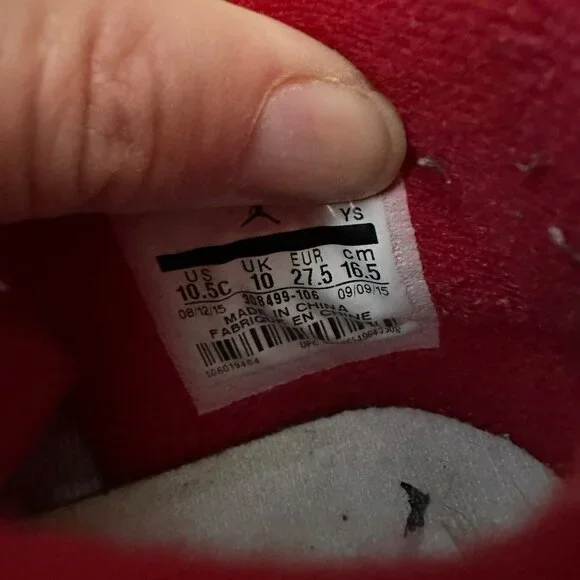 YS
US UK EUR cm
10.5C 10 27.5 16.5
08/12/15 308499-106 09/09/15
MADE IN CHINA
FABRIQUE EN CHINE
UPC